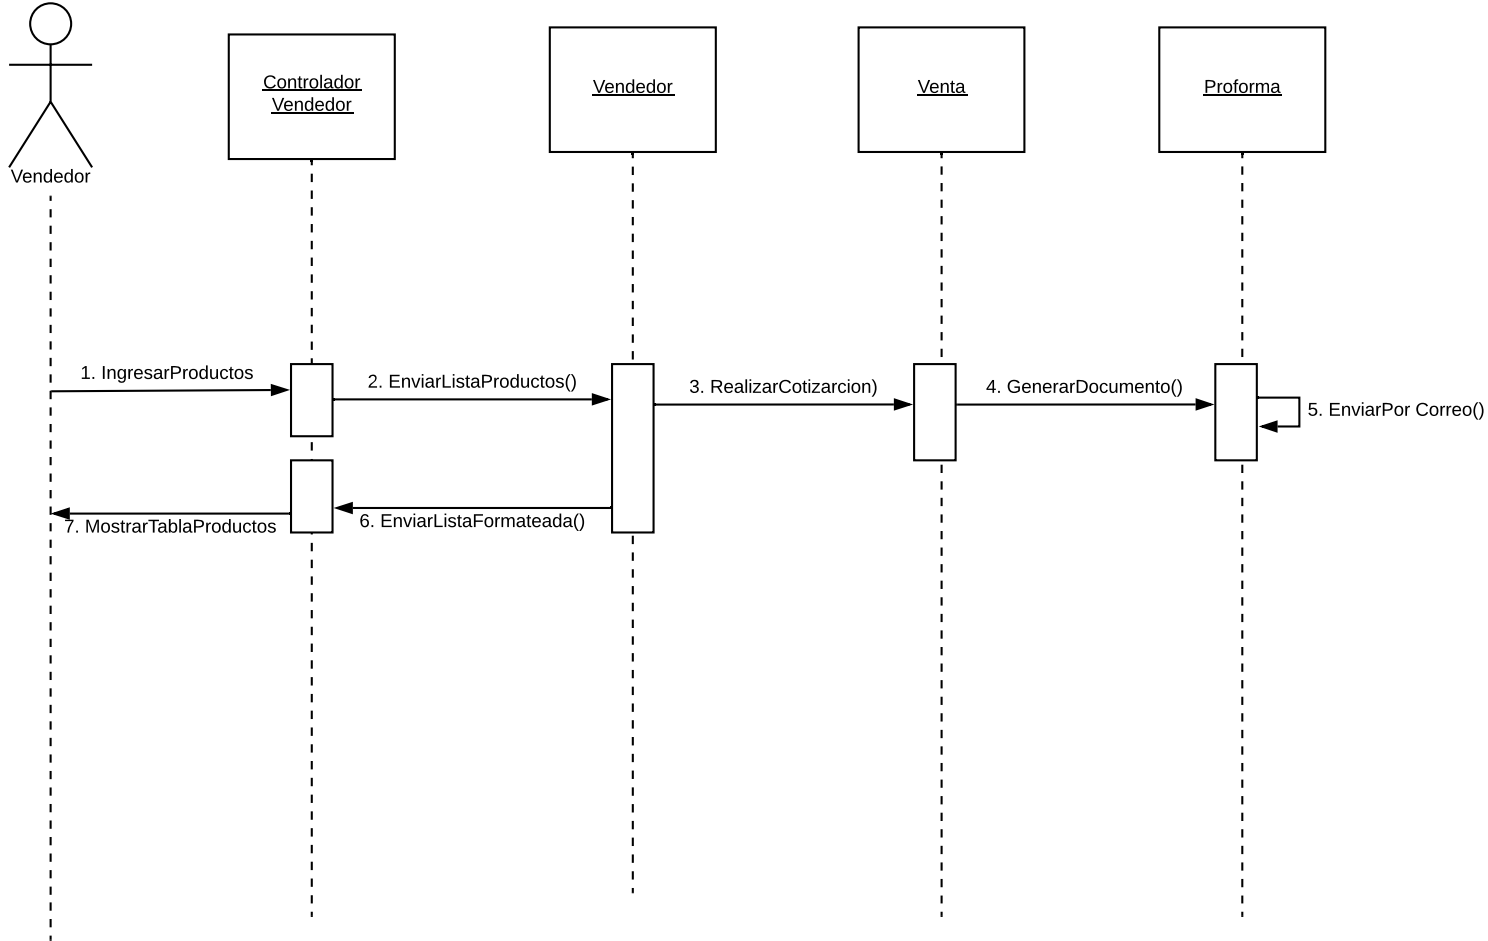 Controlador
Vendedor
Vendedor
Venta
Proforma
Vendedor
1. IngresarProductos
2. EnviarListaProductos()
3. RealizarCotizarcion)
4. GenerarDocumento()
5. EnviarPor Correo()
6. EnviarListaFormateada()
7. MostrarTablaProductos